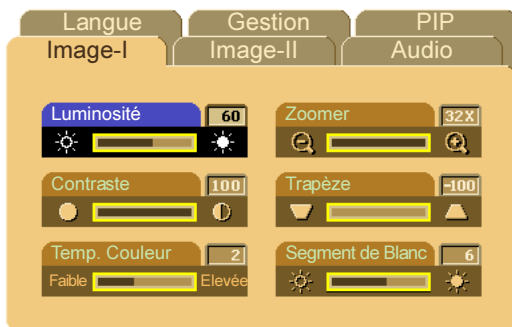 Langue Gestion PIP
Image-I Image-II Audio
Luminosité 60
Zoomer 32X
Contraste 100
Trapèze -100
Temp. Couleur 2
Faible Elevée
Segment de Blanc 6